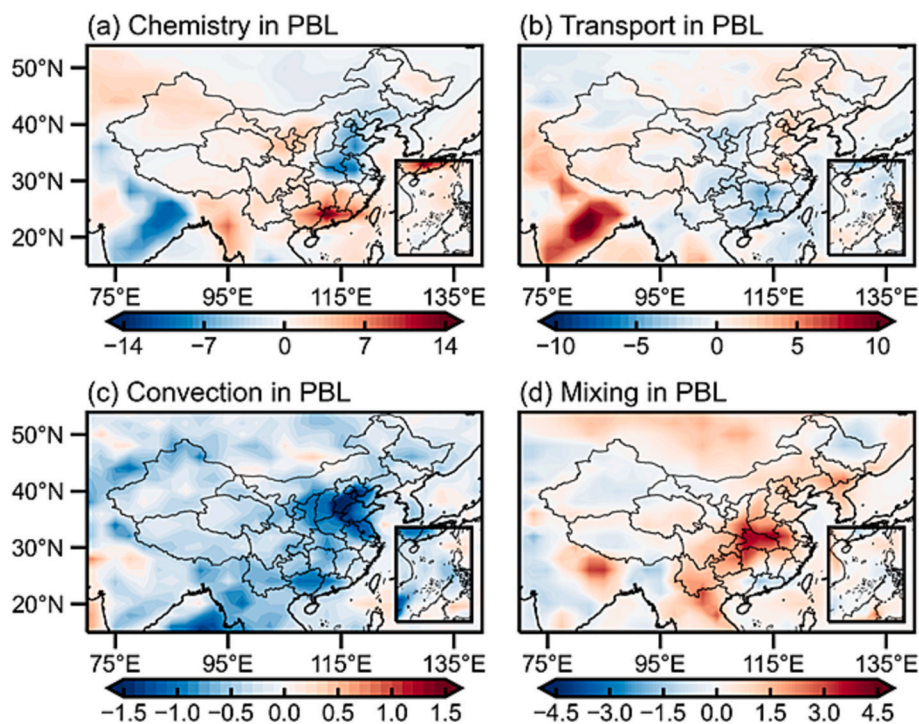 (a) Chemistry in PBL
(b) Transport in PBL
50°N
40°N
30°N
20°N
75°E 95°E 115°E 135°E
75°E 95°E 115°E 135°E
−14 −7 0 7 14
−10 −5 0 5 10
(c) Convection in PBL
(d) Mixing in PBL
50°N
40°N
30°N
20°N
75°E 95°E 115°E 135°E
75°E 95°E 115°E 135°E
−1.5 −1.0 −0.5 0.0 0.5 1.0 1.5
−4.5 −3.0 −1.5 0.0 1.5 3.0 4.5